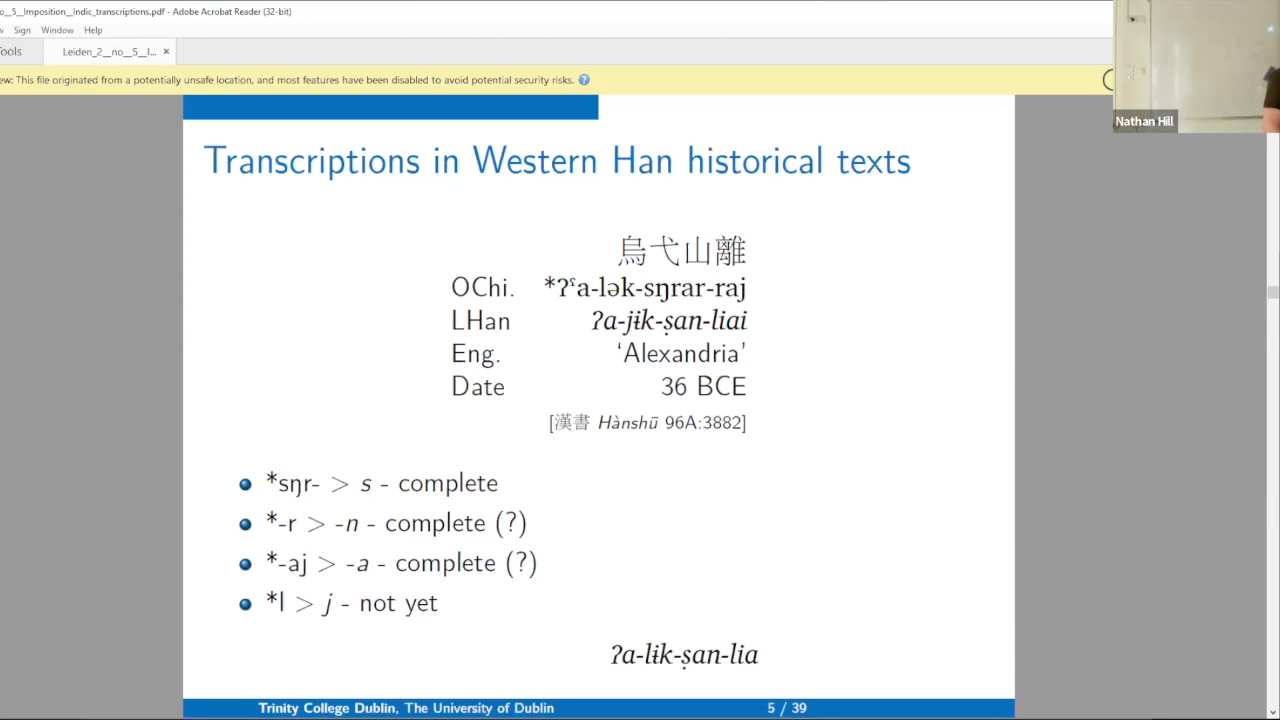 o_5__Imposition__Indic_transcriptions.pdf - Adobe Acrobat Reader (32-bit)
Sign Window Help
Tools Leiden_2__no__5__I... ×
ew: This file originated from a potentially unsafe location, and most features have been disabled to avoid potential security risks.
Nathan Hill
Transcriptions in Western Han historical texts
烏弋山離
OChi. *ʔˤa-lək-sŋrar-raj
LHan ʔa-jɨk-ṣan-liai
Eng. ‘Alexandria’
Date 36 BCE
[漢書 Hànshū 96A:3882]
*sŋr- > s - complete
*-r > -n - complete (?)
*-aj > -a - complete (?)
*l > j - not yet
ʔa-lɨk-ṣan-lia
Trinity College Dublin, The University of Dublin 5 / 39